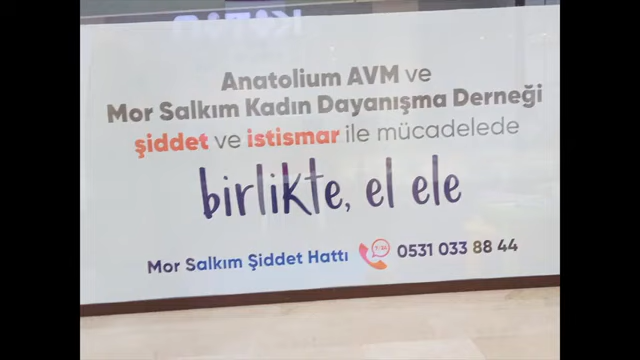 Anatolium AVM ve
Mor Salkım Kadın Dayanışma Derneği
şiddet ve istismar ile mücadelede
birlikte, el ele
Mor Salkım Şiddet Hattı 0531 033 88 44